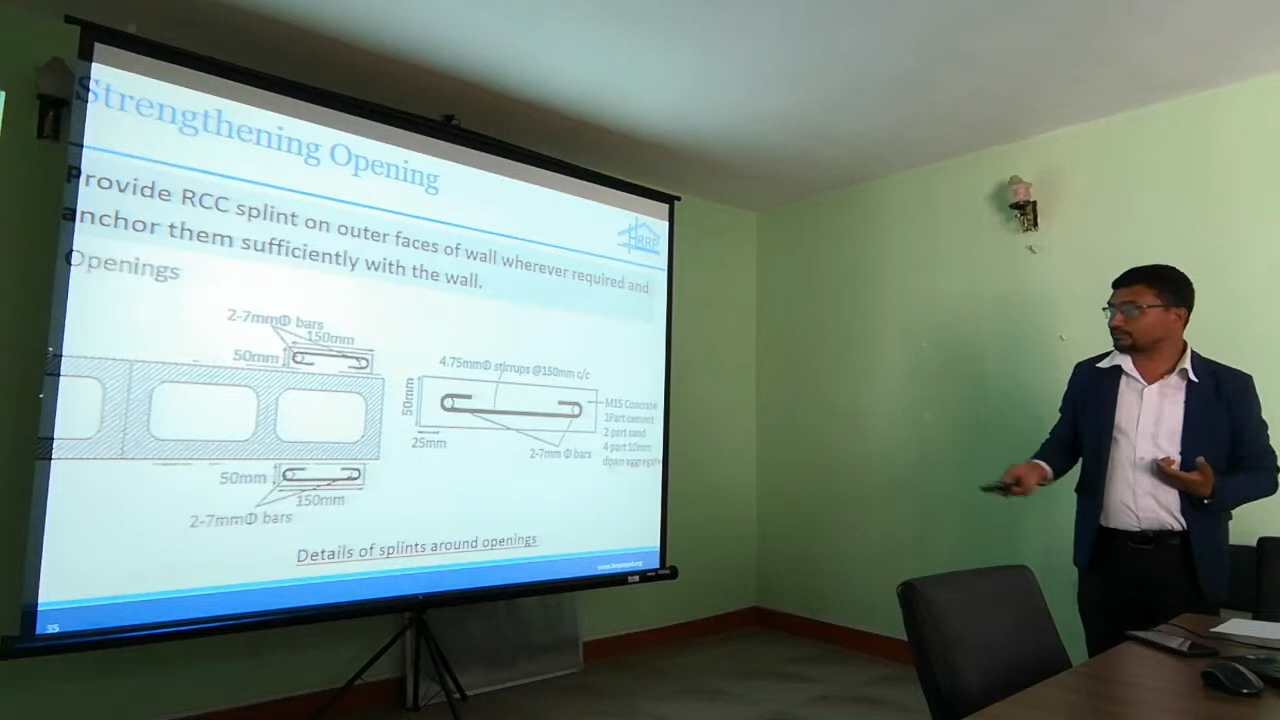 Strengthening Opening
Provide RCC splint on outer faces of wall wherever required and
anchor them sufficiently with the wall.
Openings
HRRP
2-7mmΦ bars
150mm
50mm
50mm
150mm
2-7mmΦ bars
4.75mmΦ stirrups @150mm c/c
50mm
25mm
2-7mm Φ bars
M15 Concrete
1Part cement
2 part sand
4 part 10mm
down aggregate
Details of splints around openings
35